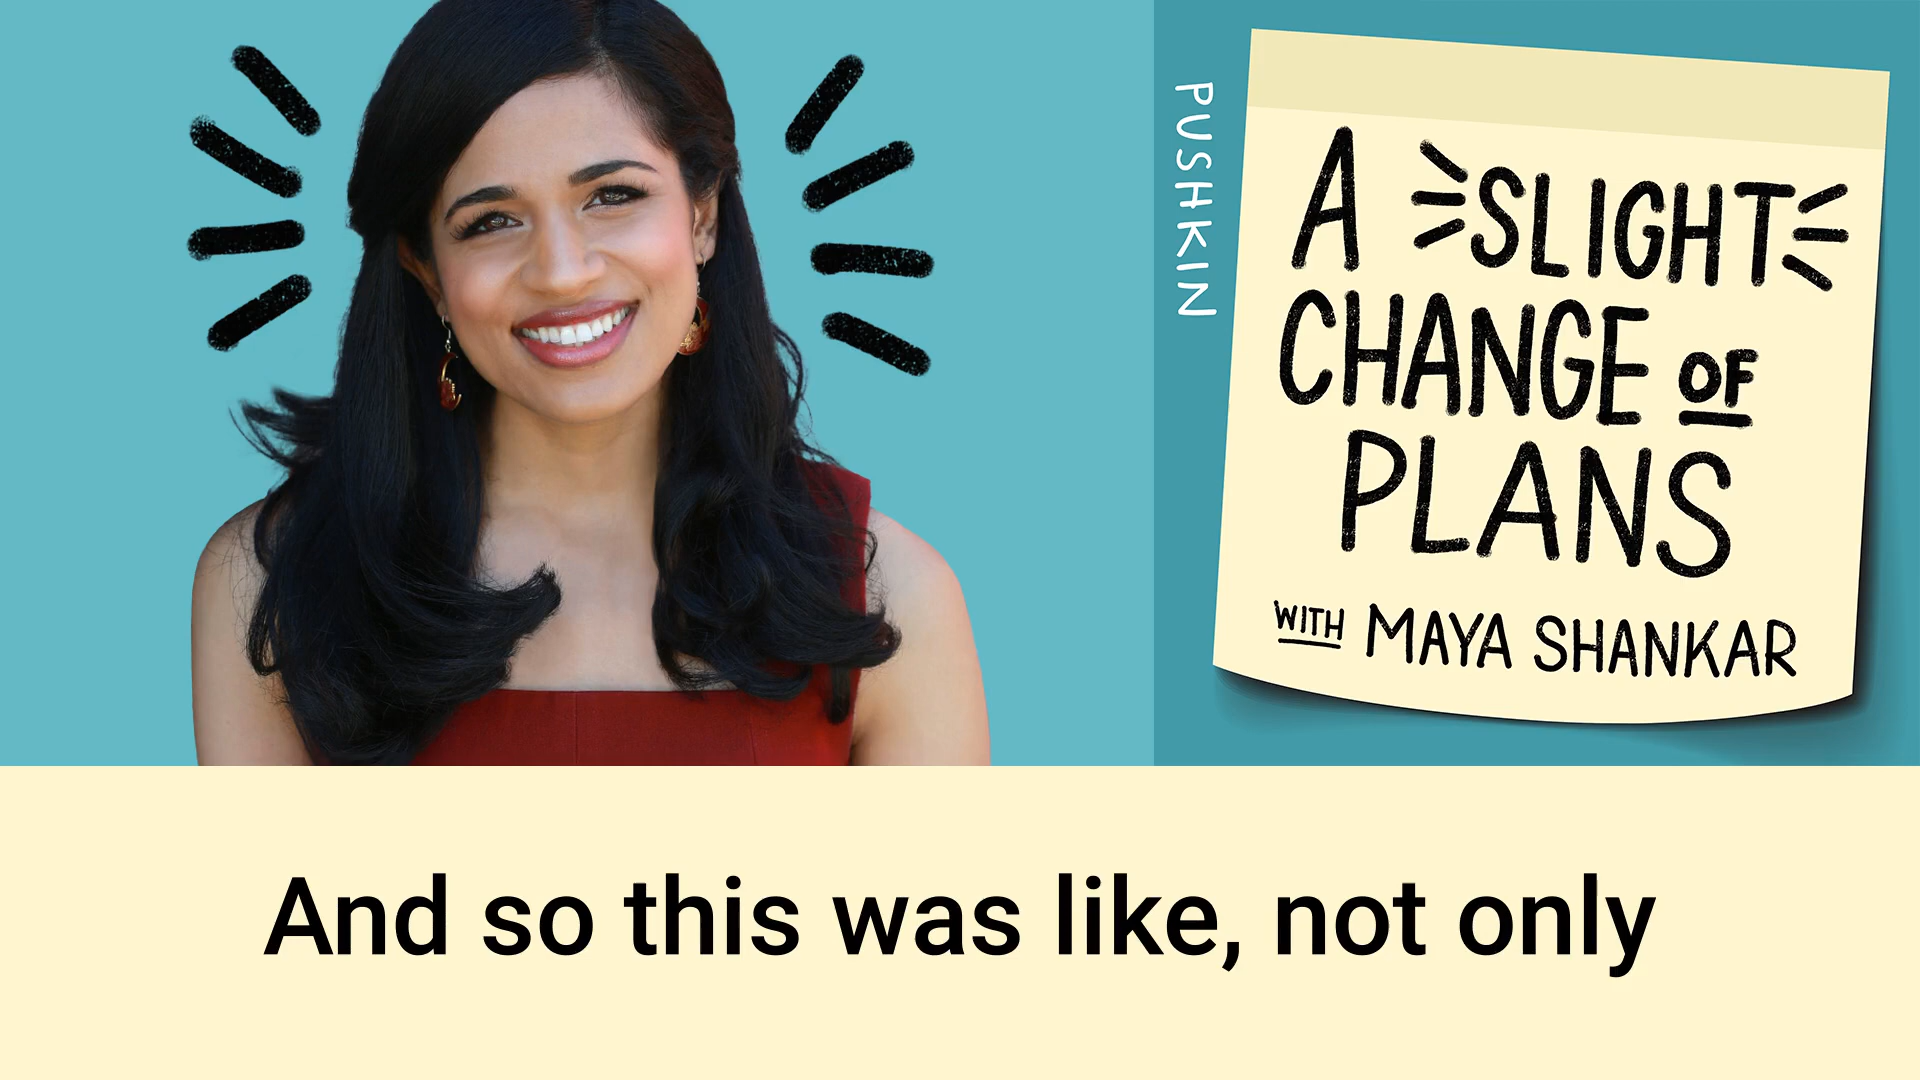 PUSHKIN
A SLIGHT
CHANGE OF
PLANS
WITH MAYA SHANKAR
And so this was like, not only